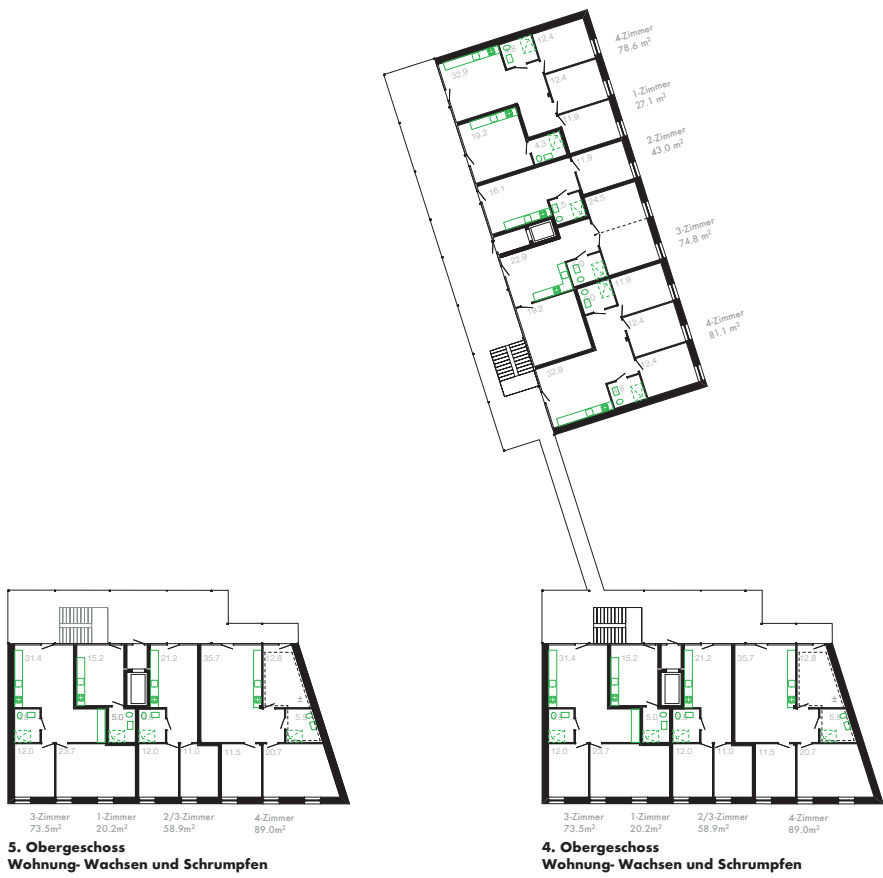 4-Zimmer
78.6 m²
12.4
32.9
12.4
1-Zimmer
27.1 m²
11.9
19.2
4.3
2-Zimmer
43.0 m²
11.9
16.1
24.5
3-Zimmer
74.8 m²
22.9
11.9
19.2
4-Zimmer
81.1 m²
12.4
32.9
12.4
31.4
15.2
21.2
35.7
12.8
±
5.0
5.9
12.0
23.7
12.0
11.0
11.5
20.7
3-Zimmer
73.5m²
1-Zimmer
20.2m²
2/3-Zimmer
58.9m²
4-Zimmer
89.0m²
5. Obergeschoss
Wohnung- Wachsen und Schrumpfen
31.4
15.2
21.2
35.7
12.8
±
5.0
5.9
12.0
23.7
12.0
11.0
11.5
20.7
3-Zimmer
73.5m²
1-Zimmer
20.2m²
2/3-Zimmer
58.9m²
4-Zimmer
89.0m²
4. Obergeschoss
Wohnung- Wachsen und Schrumpfen